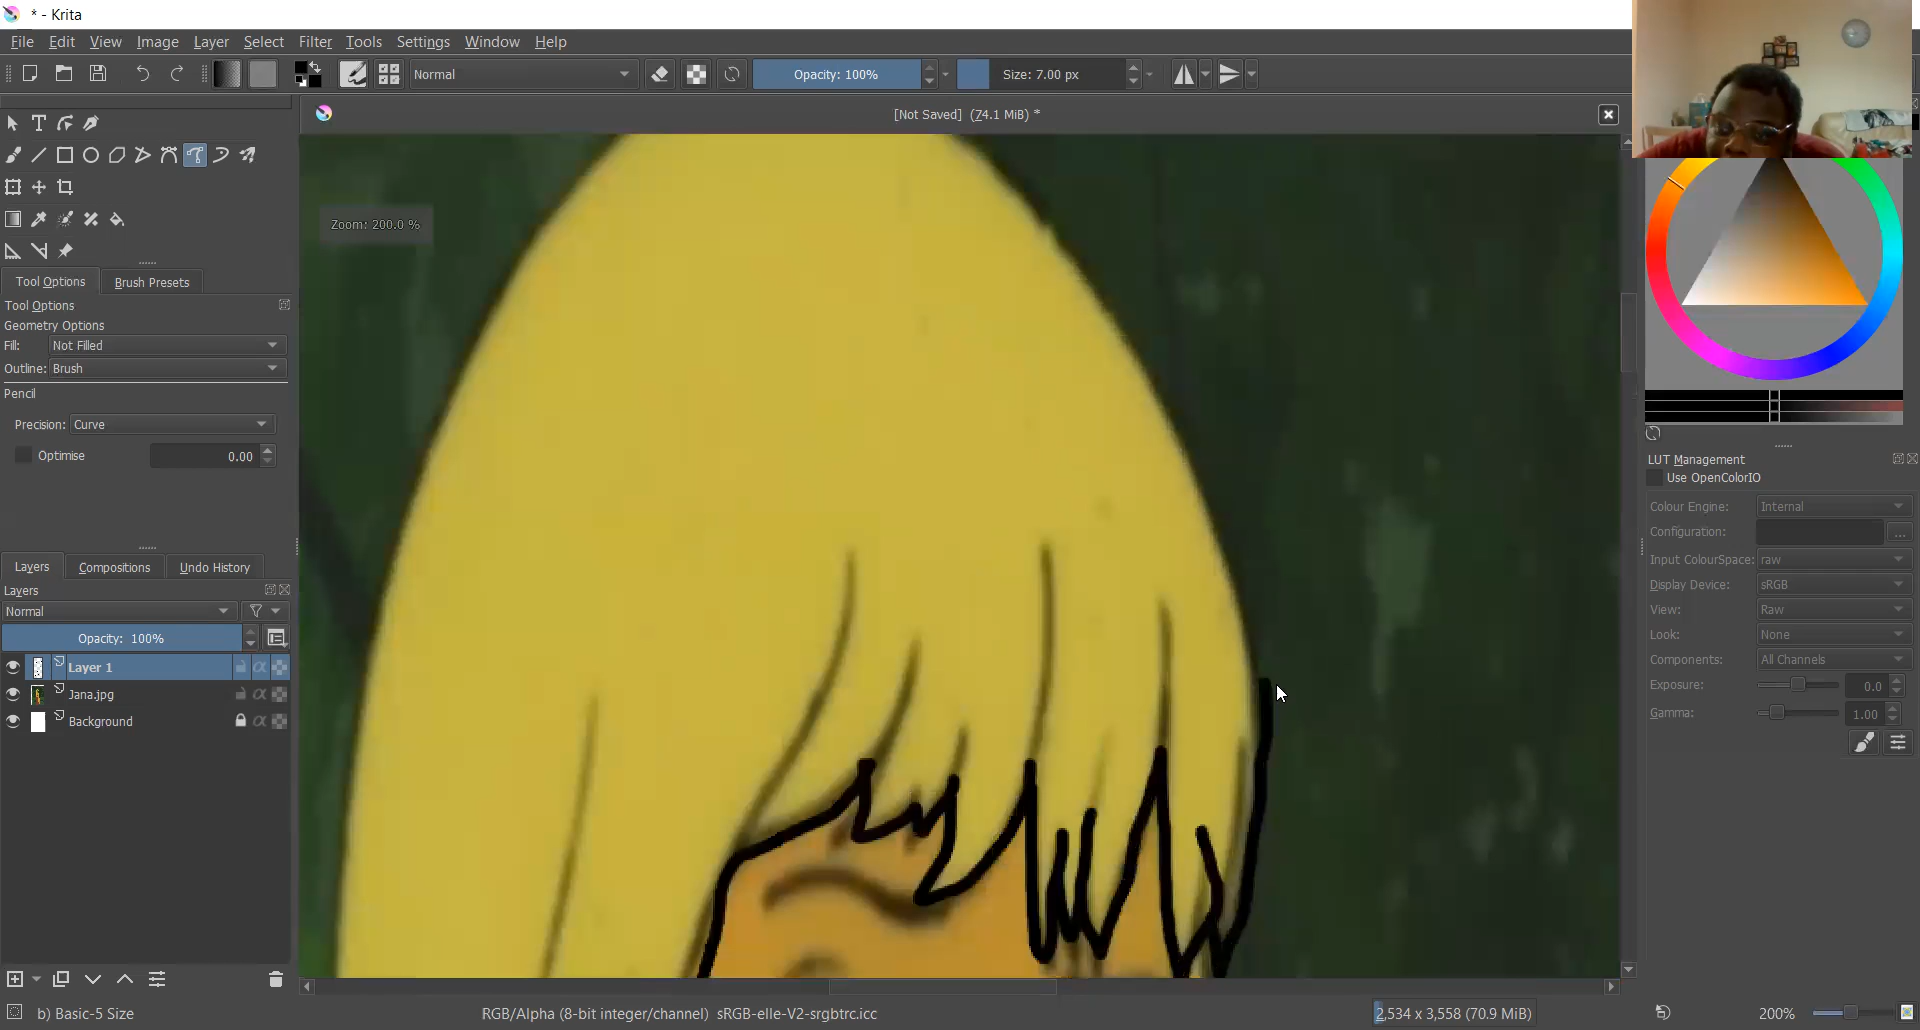 * - Krita
File Edit View Image Layer Select Filter Tools Settings Window Help
Normal
Opacity: 100%
Size: 7.00 px
[Not Saved] (74.1 MiB) *
Zoom: 200.0 %
Tool Options Brush Presets
Tool Options
Geometry Options
Fill: Not Filled
Outline: Brush
Pencil
Precision: Curve
Optimise 0.00
Layers Compositions Undo History
Layers
Normal
Opacity: 100%
Layer 1
Jana.jpg
Background
b) Basic-5 Size
RGB/Alpha (8-bit integer/channel) sRGB-elle-V2-srgbtrc.icc
2,534 x 3,558 (70.9 MiB)
200%
LUT Management
Use OpenColorIO
Colour Engine: Internal
Configuration: ...
Input ColourSpace: raw
Display Device: sRGB
View: Raw
Look: None
Components: All Channels
Exposure: 0.0
Gamma: 1.00